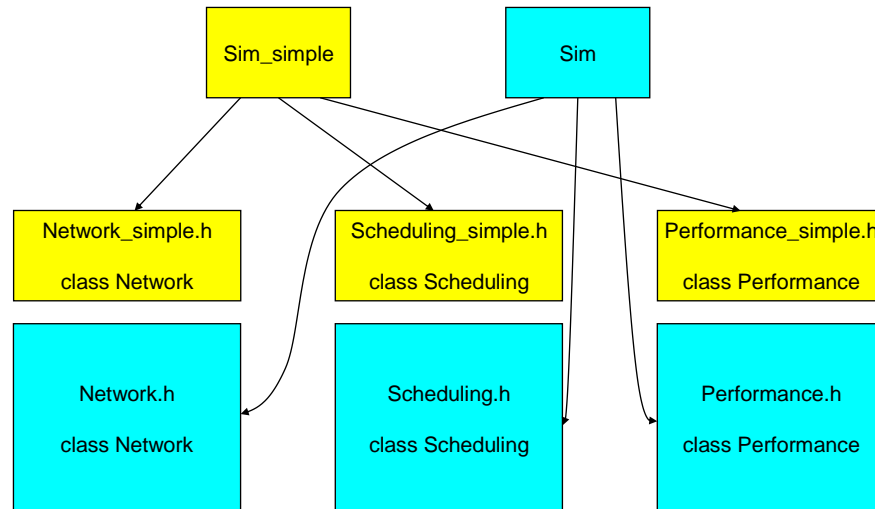 Sim_simple
Sim
Network_simple.h
class Network
Scheduling_simple.h
class Scheduling
Performance_simple.h
class Performance
Network.h
class Network
Scheduling.h
class Scheduling
Performance.h
class Performance